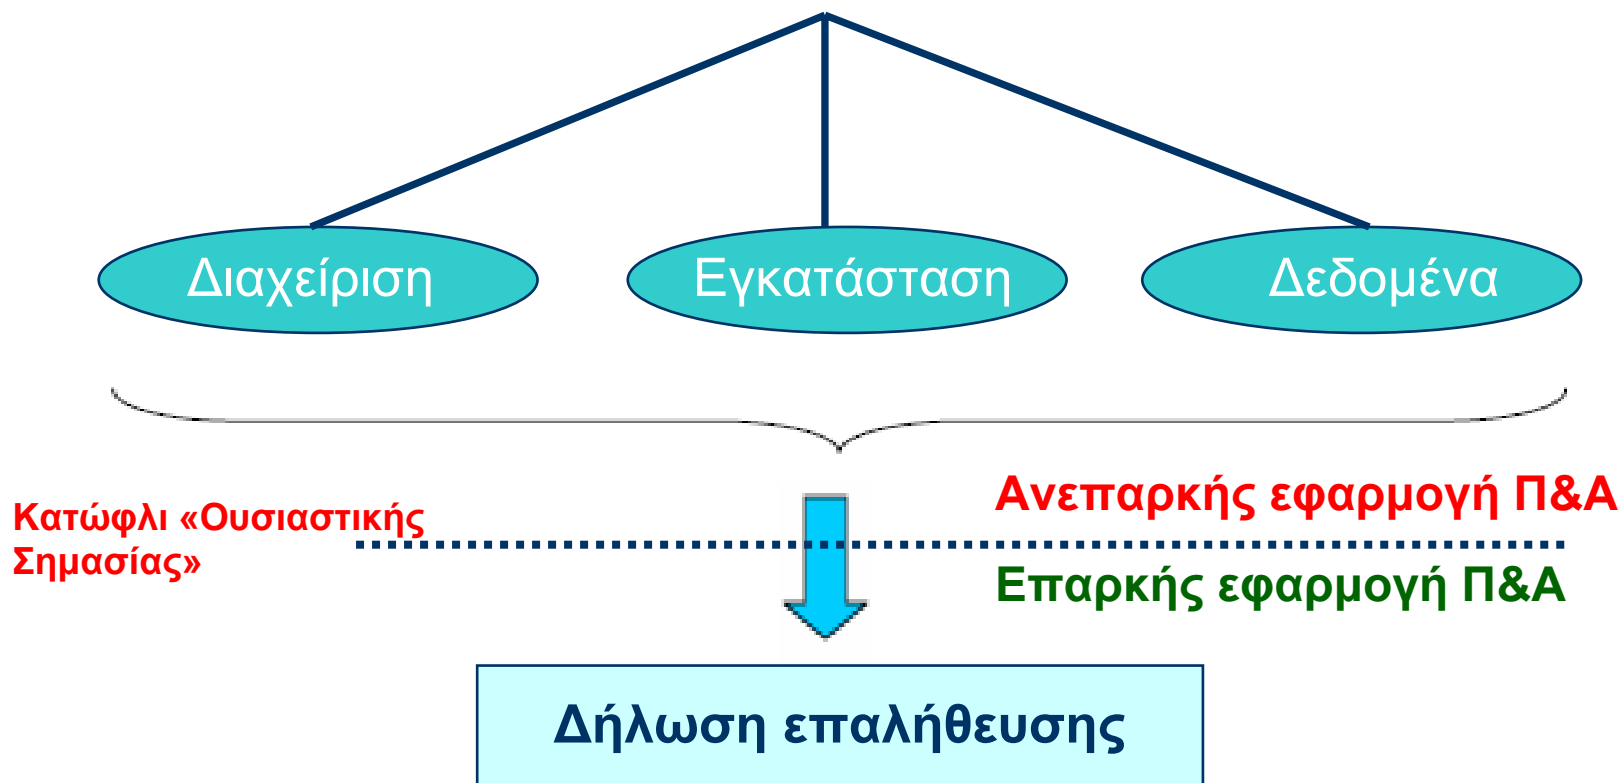 Διαχείριση
Εγκατάσταση
Δεδομένα
Κατώφλι «Ουσιαστικής
Σημασίας»
Ανεπαρκής εφαρμογή Π&Α
Επαρκής εφαρμογή Π&Α
Δήλωση επαλήθευσης